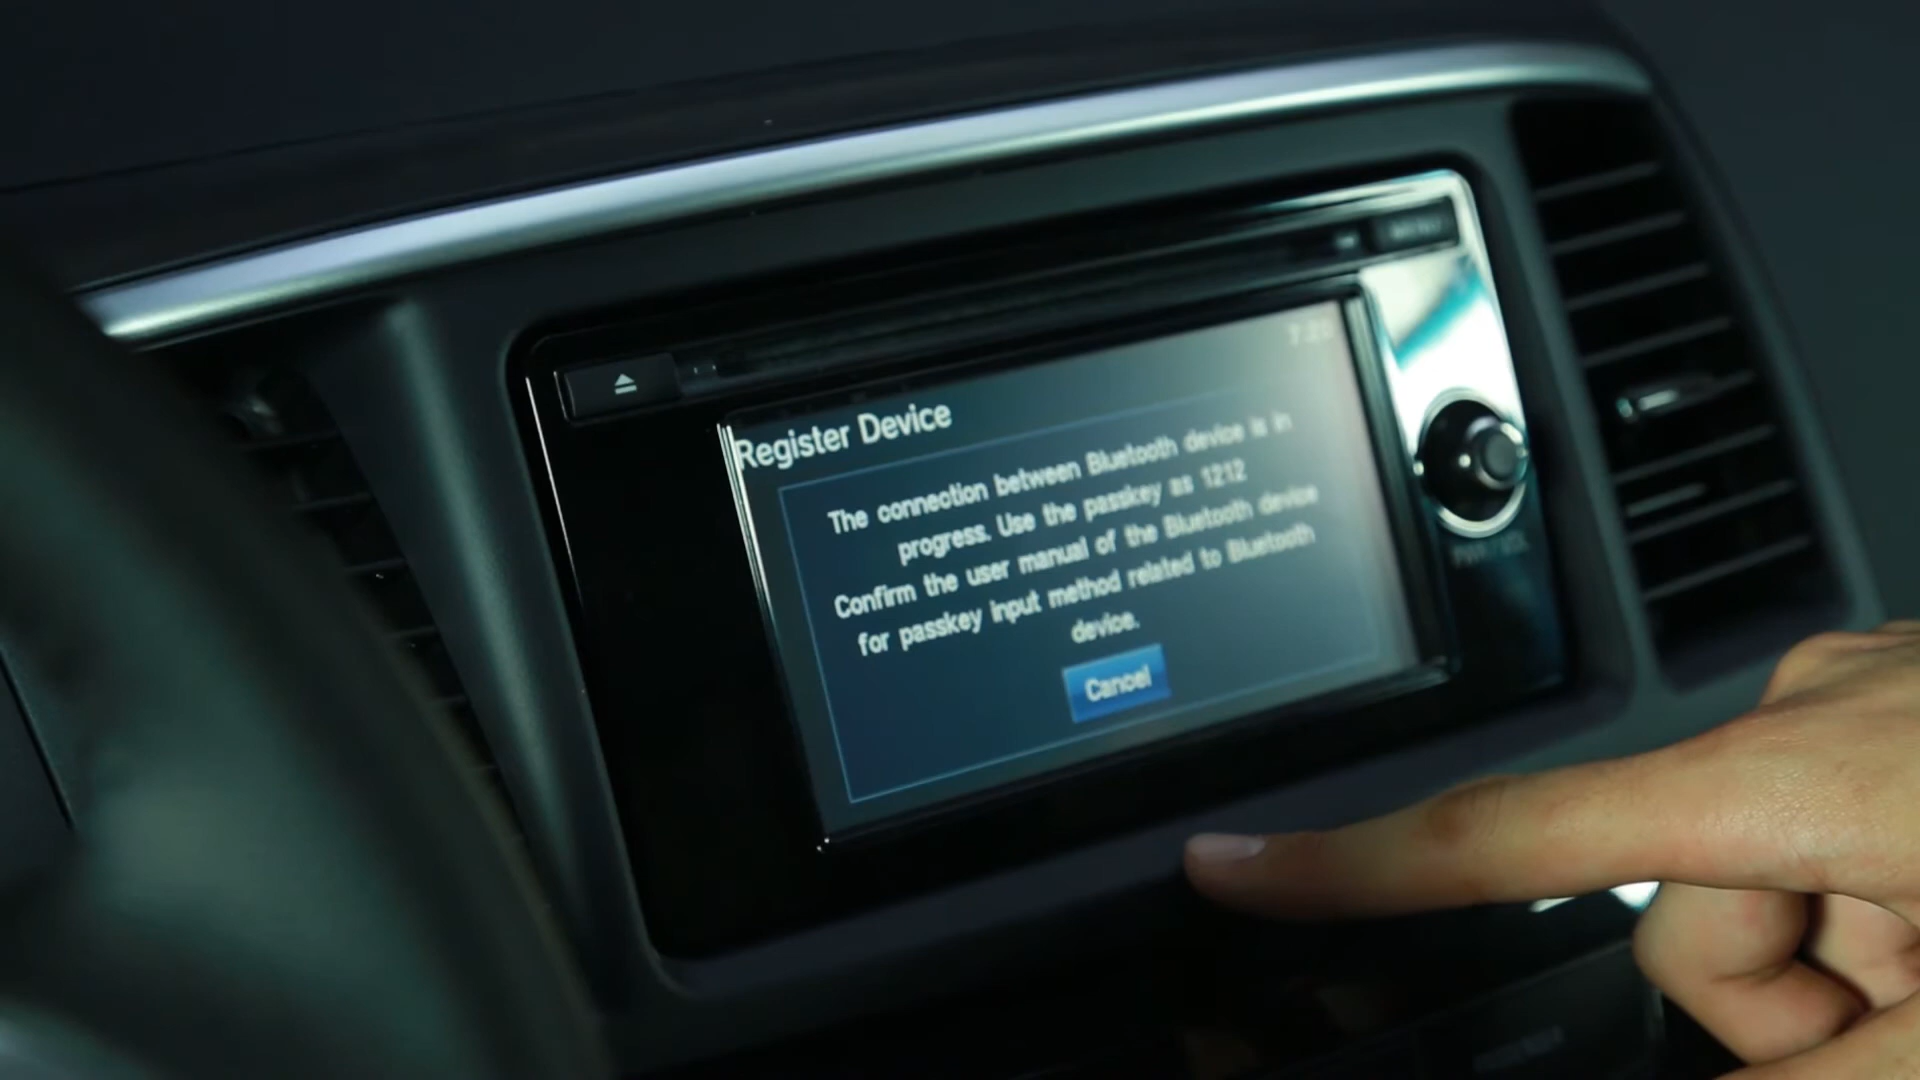 Register Device
The connection between Bluetooth device is in
progress. Use the passkey as 1212
Confirm the user manual of the Bluetooth device
for passkey input method related to Bluetooth
device.
Cancel